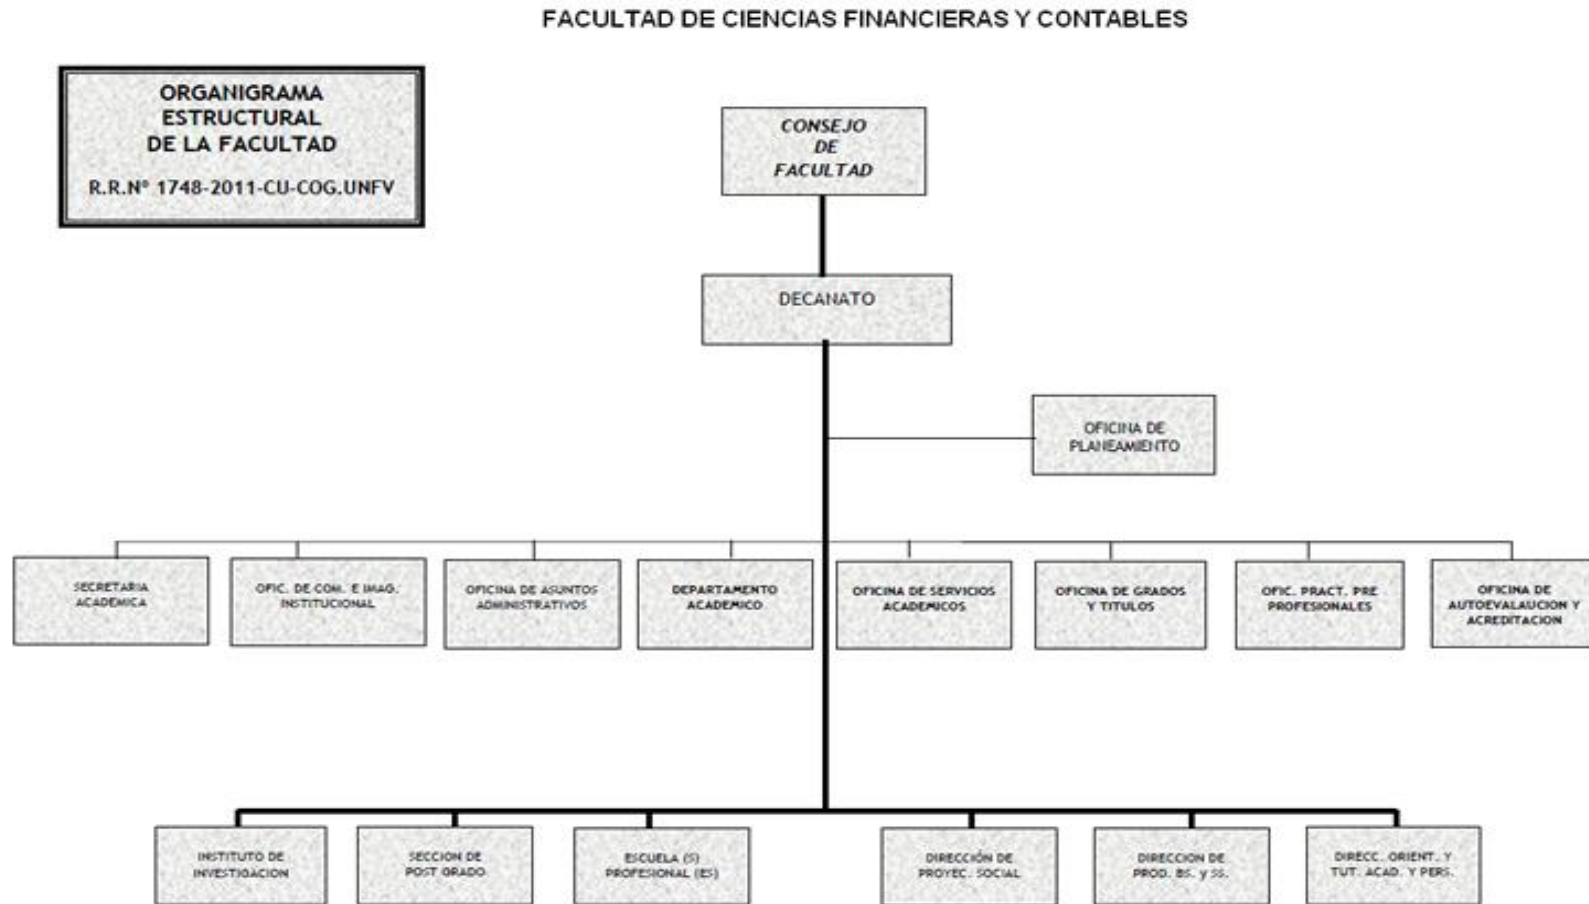 FACULTAD DE CIENCIAS FINANCIERAS Y CONTABLES
ORGANIGRAMA
ESTRUCTURAL
DE LA FACULTAD
R.R.Nº 1748-2011-CU-COG.UNFV
CONSEJO
DE
FACULTAD
DECANATO
OFICINA DE
PLANEAMIENTO
SECRETARIA
ACADEMICA
OFIC. DE COM. E IMAG.
INSTITUCIONAL
OFICINA DE ASUNTOS
ADMINISTRATIVOS
DEPARTAMENTO
ACADEMICO
OFICINA DE SERVICIOS
ACADEMICOS
OFICINA DE GRADOS
Y TITULOS
OFIC. PRACT. PRE
PROFESIONALES
OFICINA DE
AUTOEVALAUCION Y
ACREDITACION
INSTITUTO DE
INVESTIGACION
SECCION DE
POST GRADO
ESCUELA (S)
PROFESIONAL (ES)
DIRECCIÓN DE
PROYEC. SOCIAL
DIRECCION DE
PROD. BS. y SS.
DIRECC. ORIENT. Y
TUT. ACAD. Y PERS.